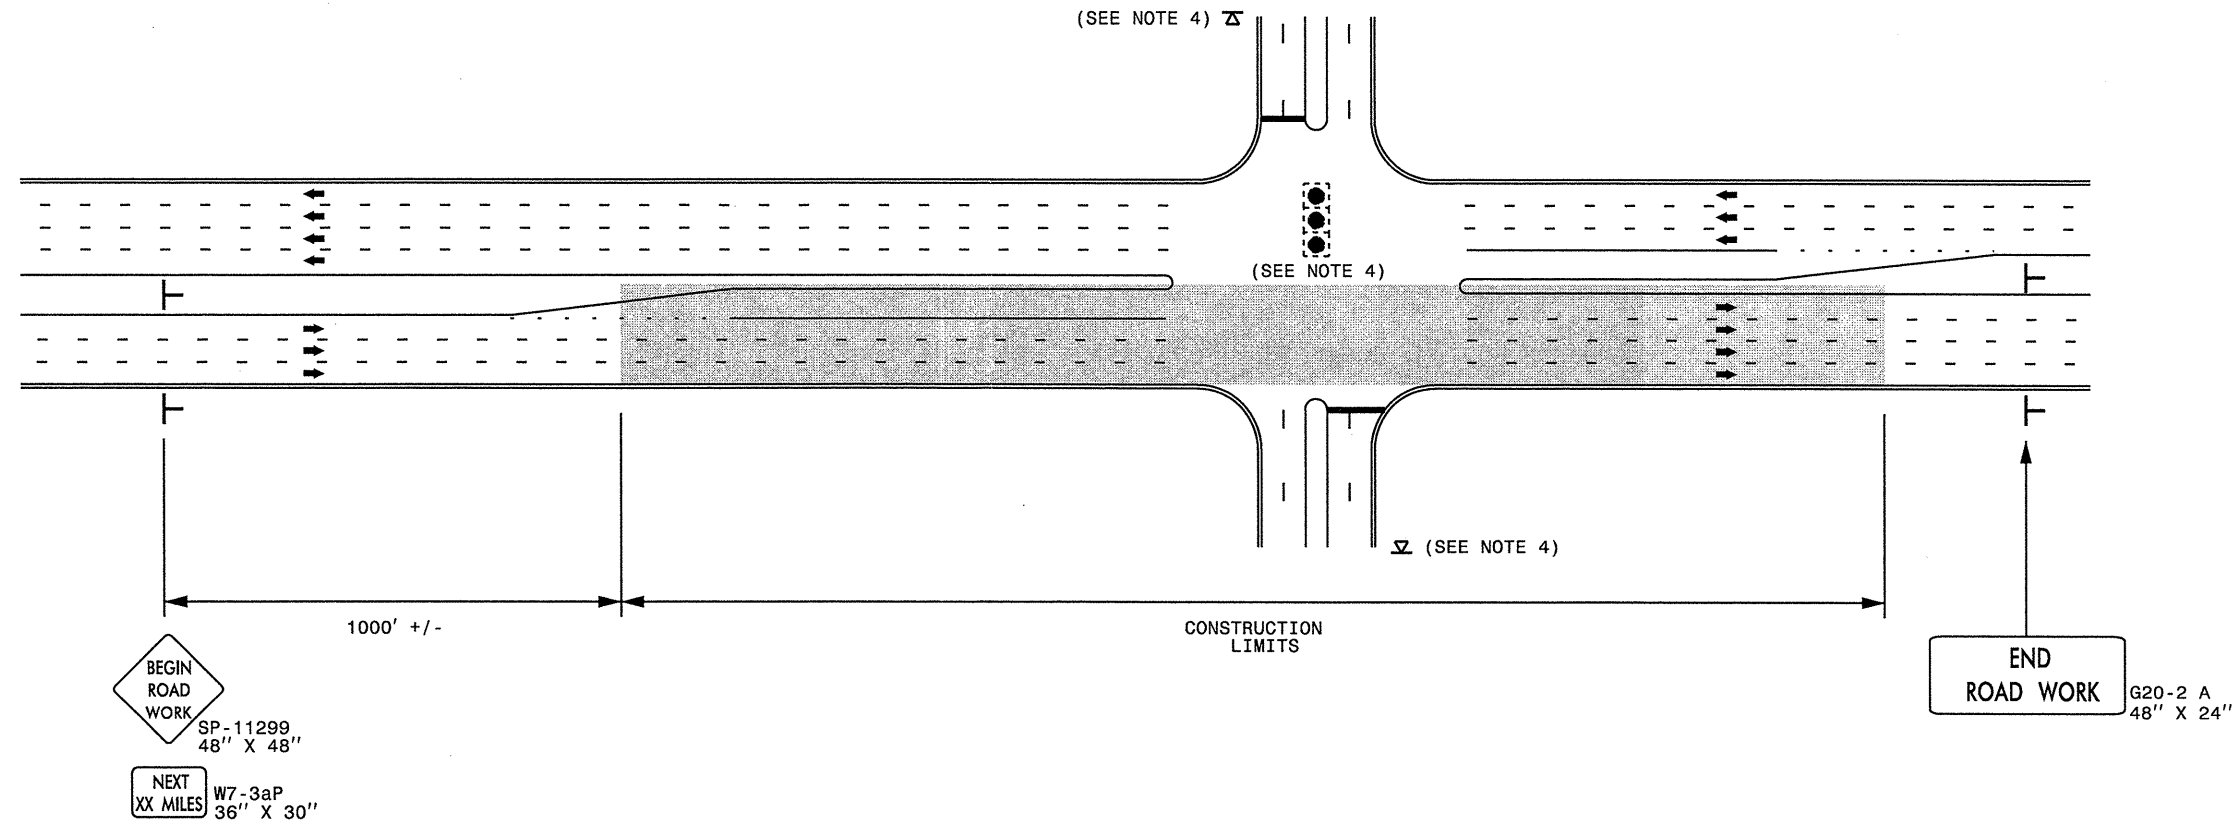 (SEE NOTE 4)
(SEE NOTE 4)
(SEE NOTE 4)
1000' +/-
CONSTRUCTION
LIMITS
BEGIN
ROAD
WORK
SP-11299
48" X 48"
NEXT
XX MILES
W7-3aP
36" X 30"
END
ROAD WORK
G20-2 A
48" X 24"